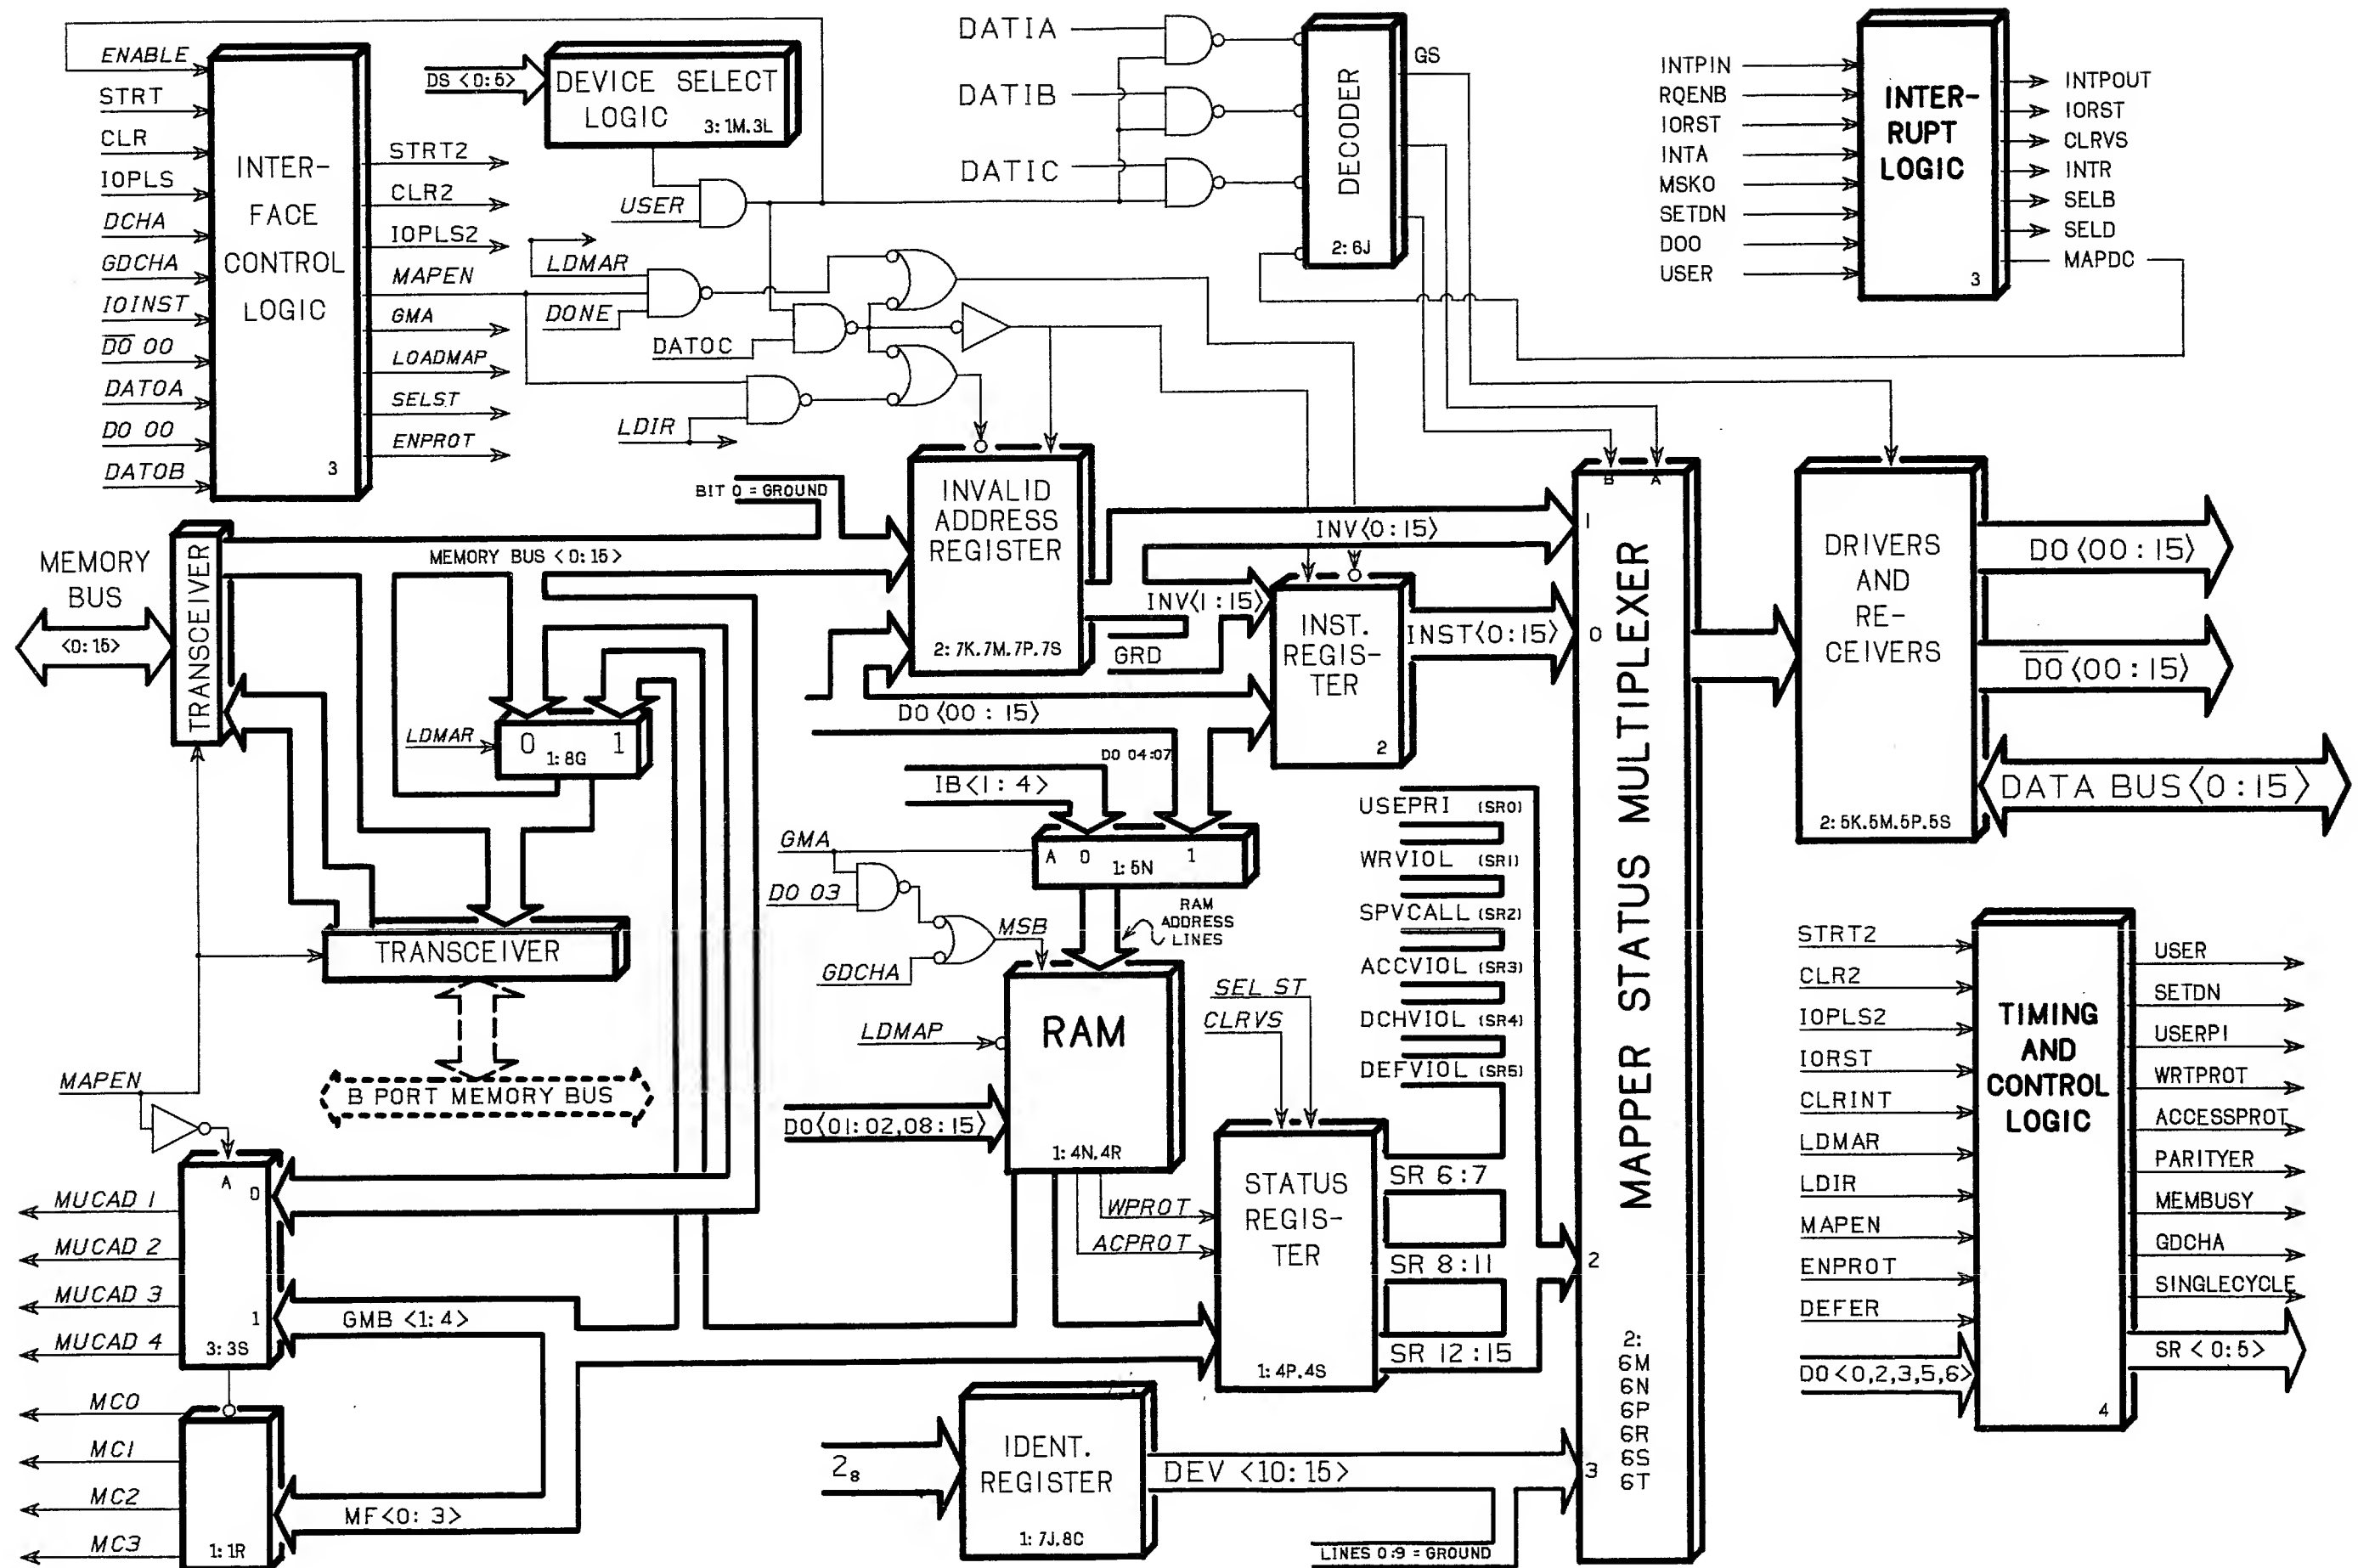 ENABLE
STRT
CLR
IOPLS
DCHA
GDCHA
IOINST
D̅O̅ 00
DATOA
DO 00
DATOB
INTER-
FACE
CONTROL
LOGIC
3
STRT2
CLR2
IOPLS2
MAPEN
GMA
LOADMAP
SELST
ENPROT
DS <0:5>
DEVICE SELECT
LOGIC
3: 1M.3L
USER
LDMAR
DONE
DATOC
LDIR
DATIA
DATIB
DATIC
DECODER
2: 6J
GS
INTPIN
RQENB
IORST
INTA
MSKO
SETDN
DOO
USER
INTER-
RUPT
LOGIC
3
INTPOUT
IORST
CLRVS
INTR
SELB
SELD
MAPDC
BIT 0 = GROUND
MEMORY
BUS
<0:15>
TRANSCEIVER
MEMORY BUS <0:15>
INVALID
ADDRESS
REGISTER
2: 7K.7M.7P.7S
INV<0:15>
INV<1:15>
GRD
INST.
REGIS-
TER
2
INST<0:15>
DO<00:15>
DO 04:07
LDMAR
0 1
1: 8G
IB<1:4>
GMA
A 0 1
1: 5N
DO 03
GDCHA
MSB
RAM
ADDRESS
LINES
TRANSCEIVER
B PORT MEMORY BUS
MAPEN
LDMAP
RAM
1: 4N.4R
DO<01:02,08:15>
WPROT
ACPROT
SEL ST
CLRVS
STATUS
REGIS-
TER
1: 4P.4S
USEPRI (SR0)
WRVIOL (SR1)
SPVCALL (SR2)
ACCVIOL (SR3)
DCHVIOL (SR4)
DEFVIOL (SR5)
SR 6:7
SR 8:11
SR 12:15
B A
1
0
2
3
MAPPER STATUS MULTIPLEXER
2:
6M
6N
6P
6R
6S
6T
DRIVERS
AND
RE-
CEIVERS
2: 5K.5M.5P.5S
DO<00:15>
D̅O̅<00:15>
DATA BUS<0:15>
STRT2
CLR2
IOPLS2
IORST
CLRINT
LDMAR
LDIR
MAPEN
ENPROT
DEFER
DO<0,2,3,5,6>
TIMING
AND
CONTROL
LOGIC
4
USER
SETDN
USERPI
WRTPROT
ACCESSPROT
PARITYER
MEMBUSY
GDCHA
SINGLECYCLE
SR <0:5>
MUCAD 1
MUCAD 2
MUCAD 3
MUCAD 4
A
0
1
3: 3S
GMB <1:4>
MC0
MC1
MC2
MC3
1: 1R
MF<0:3>
2₈
IDENT.
REGISTER
1: 7J.8C
DEV <10:15>
LINES 0:9 = GROUND